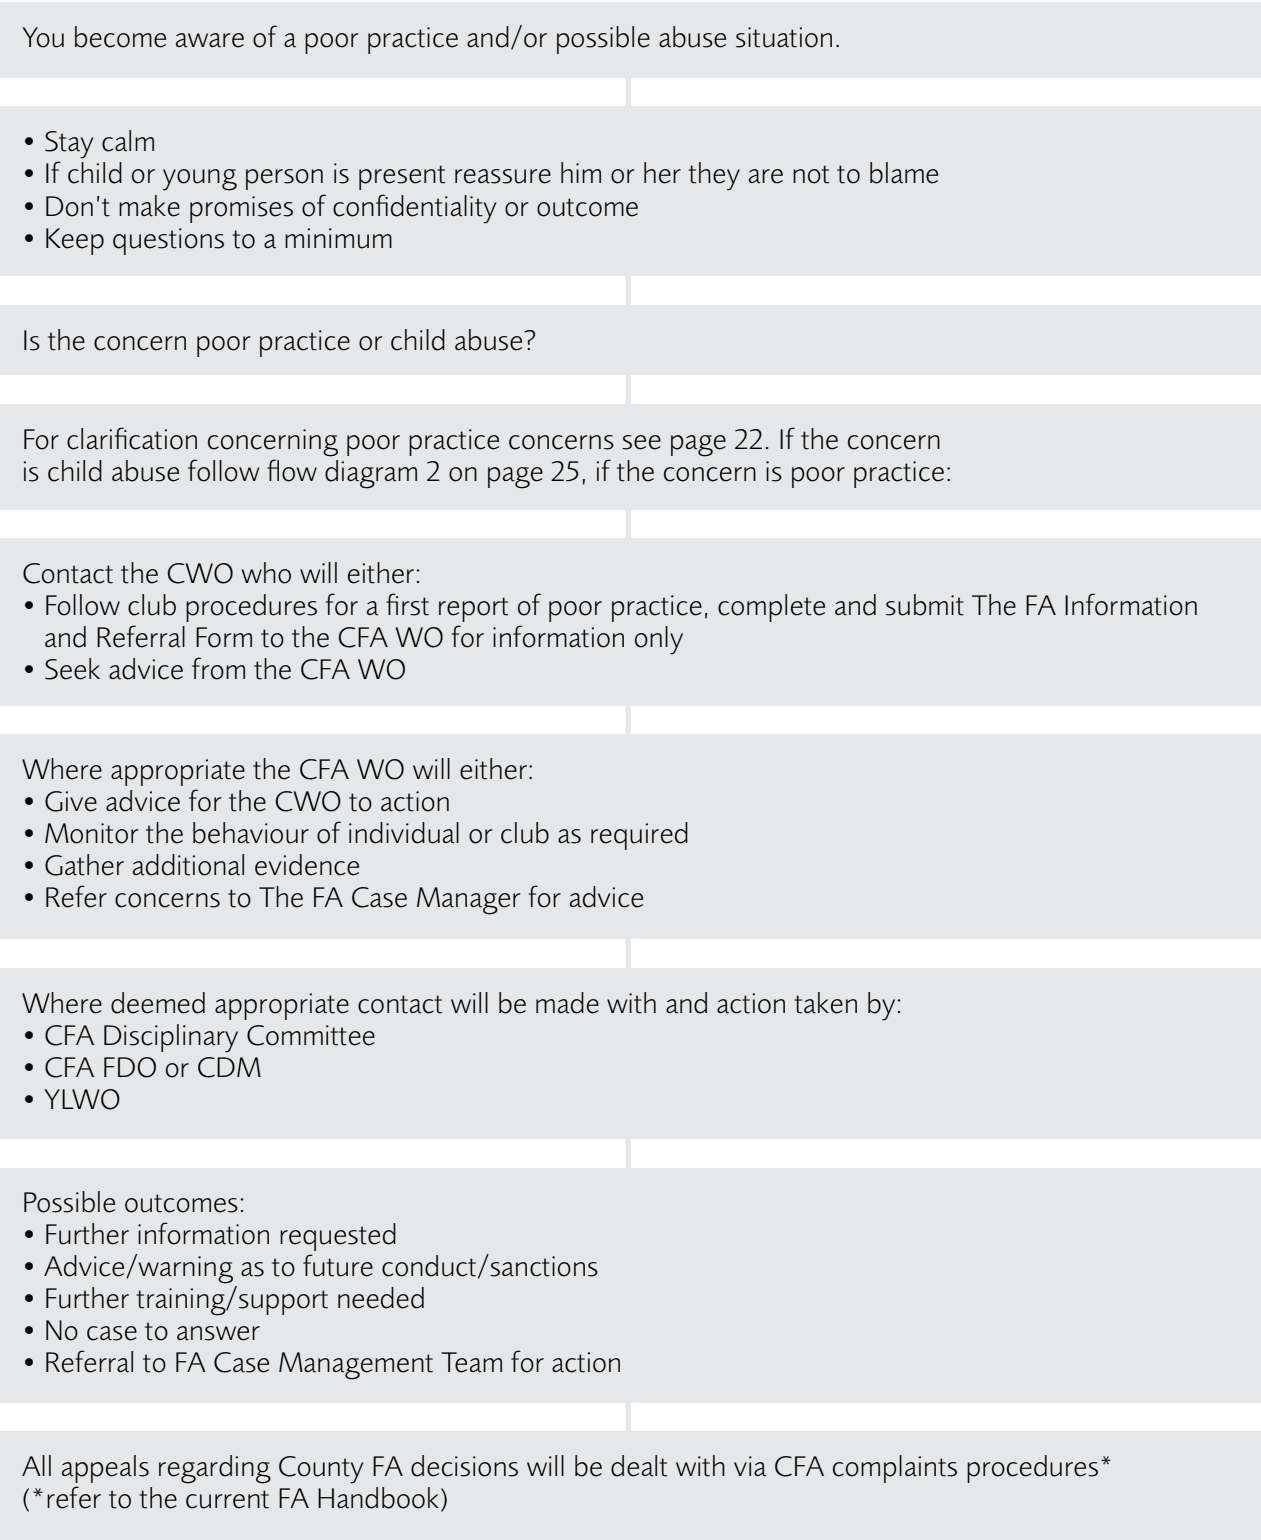 You become aware of a poor practice and/or possible abuse situation.
• Stay calm
• If child or young person is present reassure him or her they are not to blame
• Don't make promises of confidentiality or outcome
• Keep questions to a minimum
Is the concern poor practice or child abuse?
For clarification concerning poor practice concerns see page 22. If the concern
is child abuse follow flow diagram 2 on page 25, if the concern is poor practice:
Contact the CWO who will either:
• Follow club procedures for a first report of poor practice, complete and submit The FA Information
and Referral Form to the CFA WO for information only
• Seek advice from the CFA WO
Where appropriate the CFA WO will either:
• Give advice for the CWO to action
• Monitor the behaviour of individual or club as required
• Gather additional evidence
• Refer concerns to The FA Case Manager for advice
Where deemed appropriate contact will be made with and action taken by:
• CFA Disciplinary Committee
• CFA FDO or CDM
• YLWO
Possible outcomes:
• Further information requested
• Advice/warning as to future conduct/sanctions
• Further training/support needed
• No case to answer
• Referral to FA Case Management Team for action
All appeals regarding County FA decisions will be dealt with via CFA complaints procedures*
(*refer to the current FA Handbook)